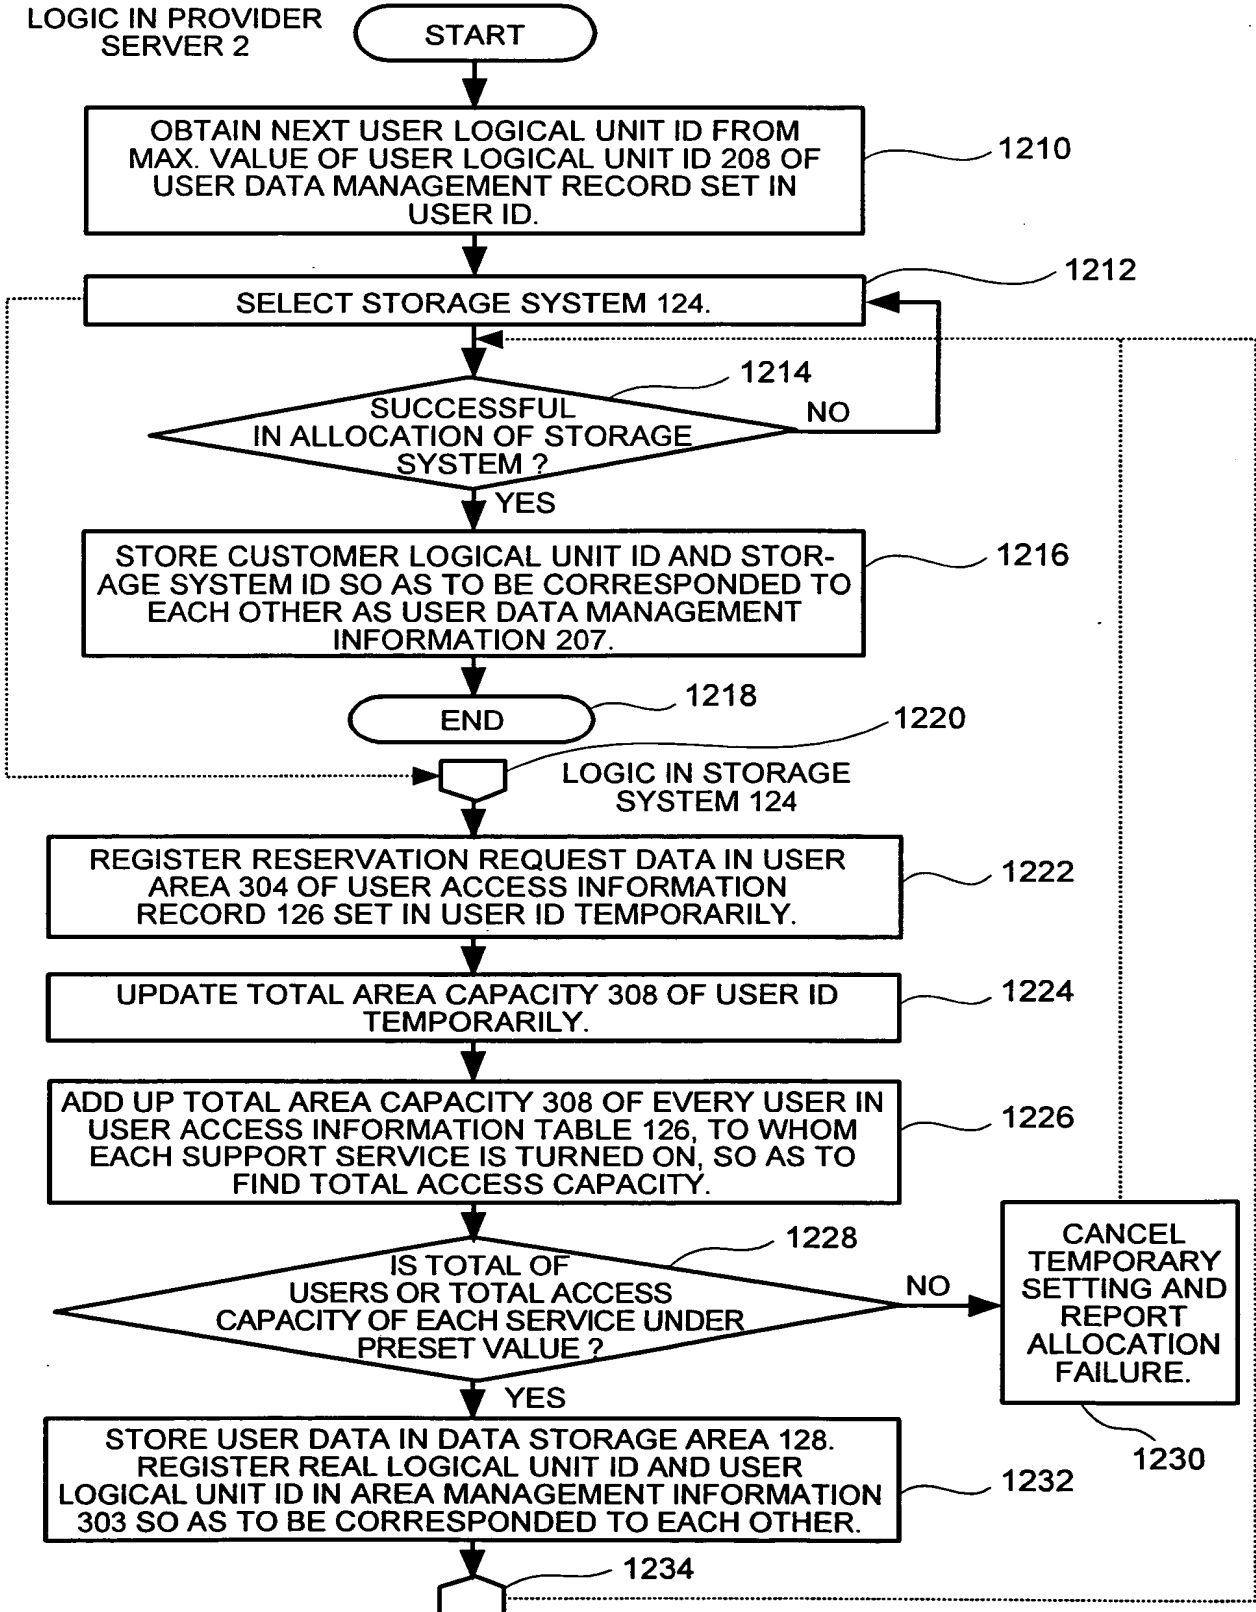 LOGIC IN PROVIDER
SERVER 2
START
OBTAIN NEXT USER LOGICAL UNIT ID FROM
MAX. VALUE OF USER LOGICAL UNIT ID 208 OF
USER DATA MANAGEMENT RECORD SET IN
USER ID.
1210
SELECT STORAGE SYSTEM 124.
1212
SUCCESSFUL
IN ALLOCATION OF STORAGE
SYSTEM ?
1214
NO
YES
STORE CUSTOMER LOGICAL UNIT ID AND STOR-
AGE SYSTEM ID SO AS TO BE CORRESPONDED TO
EACH OTHER AS USER DATA MANAGEMENT
INFORMATION 207.
1216
END
1218
1220
LOGIC IN STORAGE
SYSTEM 124
REGISTER RESERVATION REQUEST DATA IN USER
AREA 304 OF USER ACCESS INFORMATION
RECORD 126 SET IN USER ID TEMPORARILY.
1222
UPDATE TOTAL AREA CAPACITY 308 OF USER ID
TEMPORARILY.
1224
ADD UP TOTAL AREA CAPACITY 308 OF EVERY USER IN
USER ACCESS INFORMATION TABLE 126, TO WHOM
EACH SUPPORT SERVICE IS TURNED ON, SO AS TO
FIND TOTAL ACCESS CAPACITY.
1226
IS TOTAL OF
USERS OR TOTAL ACCESS
CAPACITY OF EACH SERVICE UNDER
PRESET VALUE ?
1228
NO
YES
CANCEL
TEMPORARY
SETTING AND
REPORT
ALLOCATION
FAILURE.
1230
STORE USER DATA IN DATA STORAGE AREA 128.
REGISTER REAL LOGICAL UNIT ID AND USER
LOGICAL UNIT ID IN AREA MANAGEMENT INFORMATION
303 SO AS TO BE CORRESPONDED TO EACH OTHER.
1232
1234